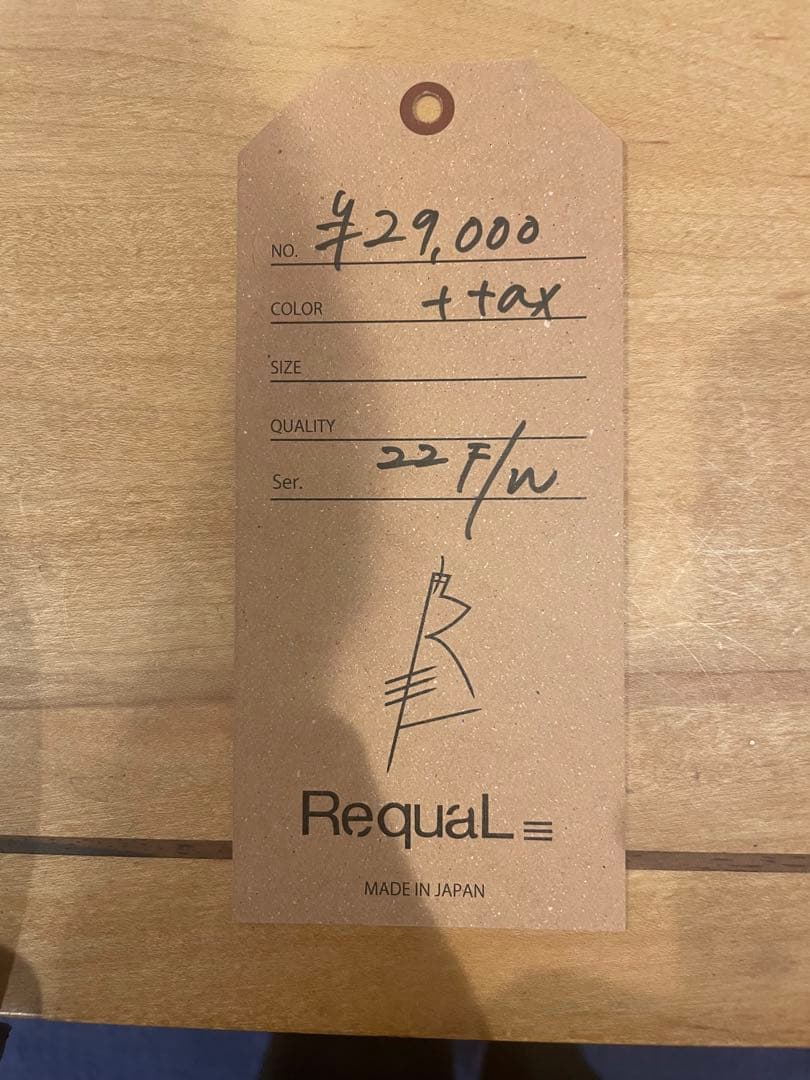 NO. ¥29,000
COLOR + tax
SIZE
QUALITY
Ser. 22 F/W
RequaL≡
MADE IN JAPAN